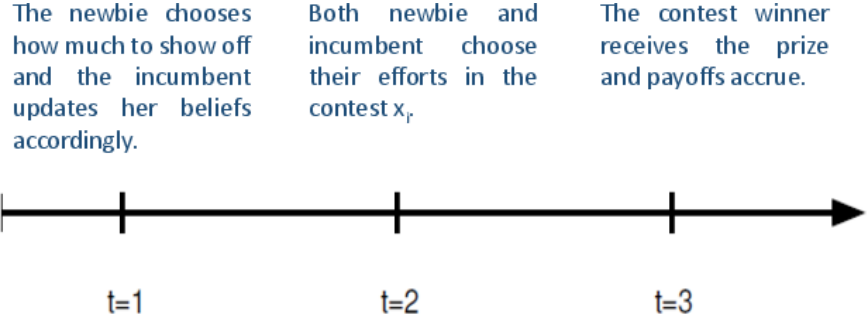 The newbie chooses
how much to show off
and the incumbent
updates her beliefs
accordingly.
Both newbie and
incumbent choose
their efforts in the
contest xᵢ.
The contest winner
receives the prize
and payoffs accrue.
t=1
t=2
t=3